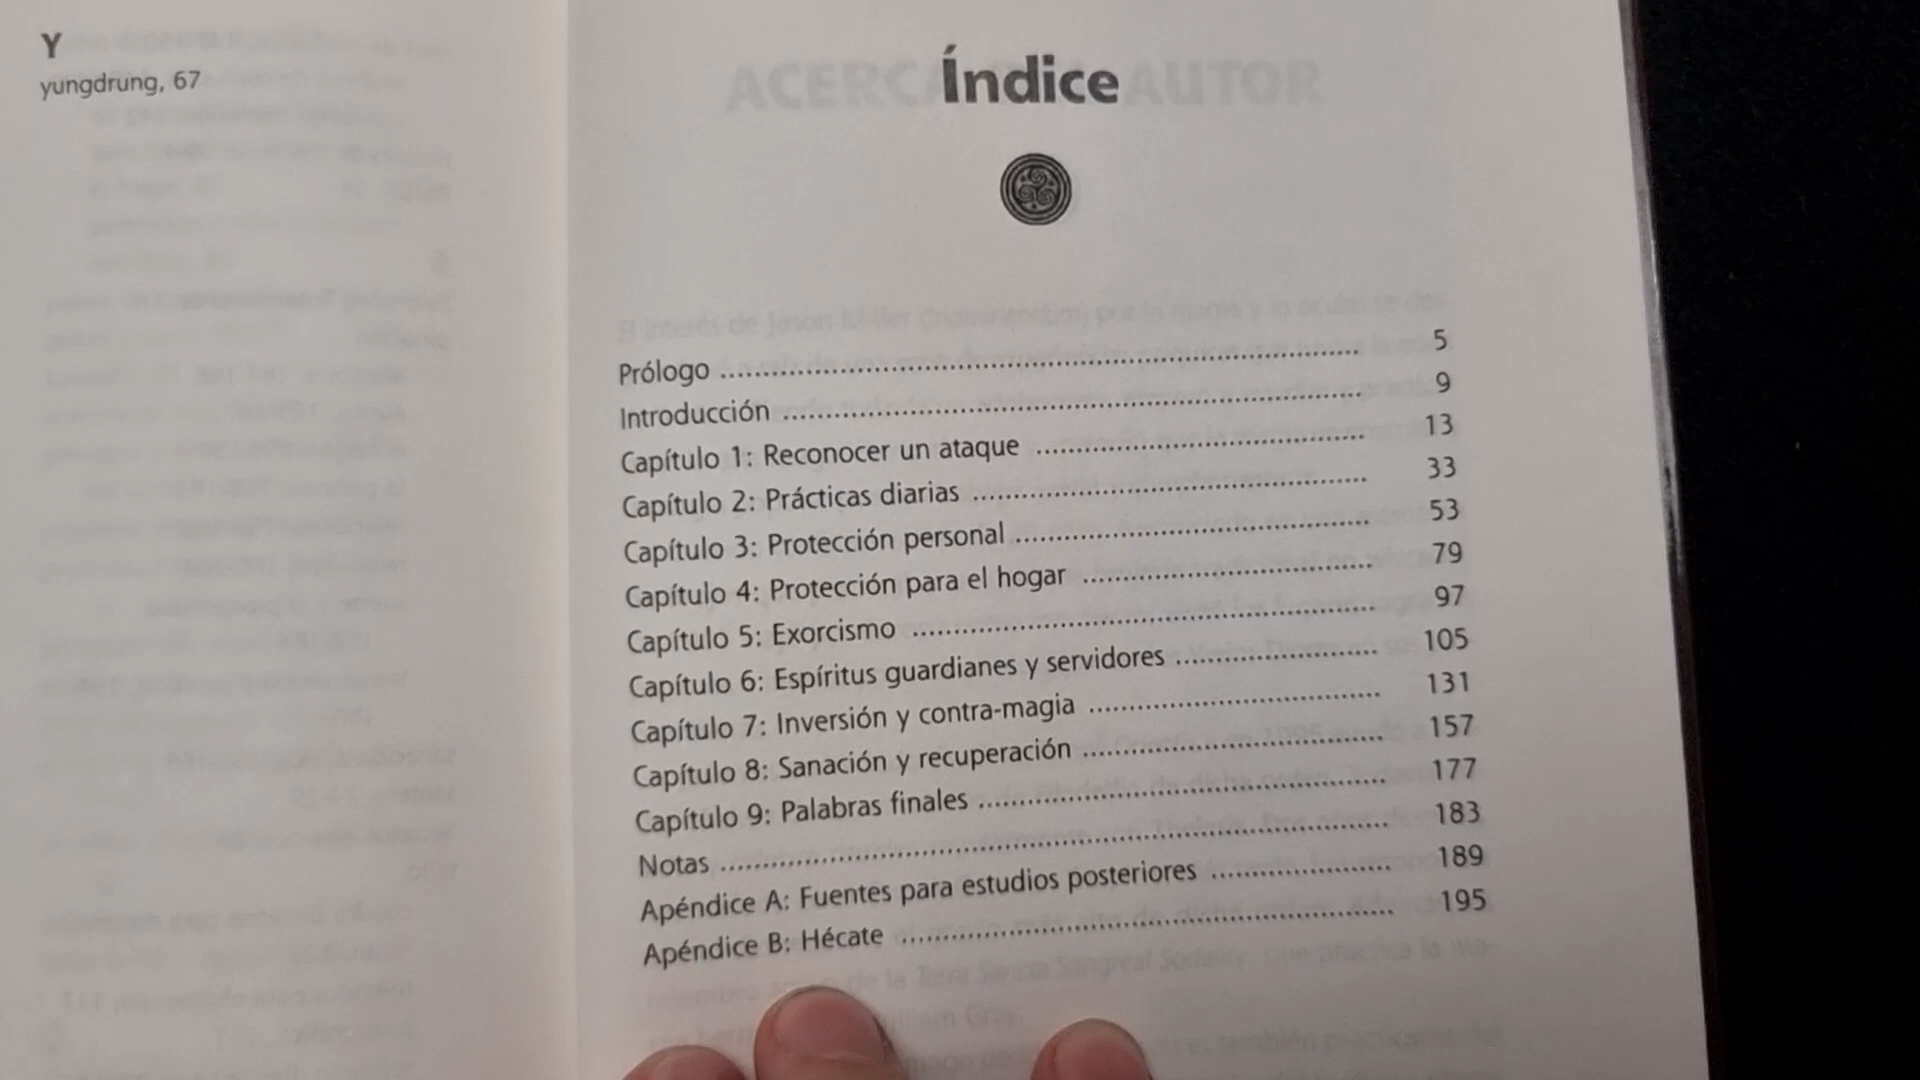 Y
yungdrung, 67
ACERCA AUTOR
Índice
Prólogo ........ 5
Introducción ........ 9
Capítulo 1: Reconocer un ataque ........ 13
Capítulo 2: Prácticas diarias ........ 33
Capítulo 3: Protección personal ........ 53
Capítulo 4: Protección para el hogar ........ 79
Capítulo 5: Exorcismo ........ 97
Capítulo 6: Espíritus guardianes y servidores ........ 105
Capítulo 7: Inversión y contra-magia ........ 131
Capítulo 8: Sanación y recuperación ........ 157
Capítulo 9: Palabras finales ........ 177
Notas ........ 183
Apéndice A: Fuentes para estudios posteriores ........ 189
Apéndice B: Hécate ........ 195